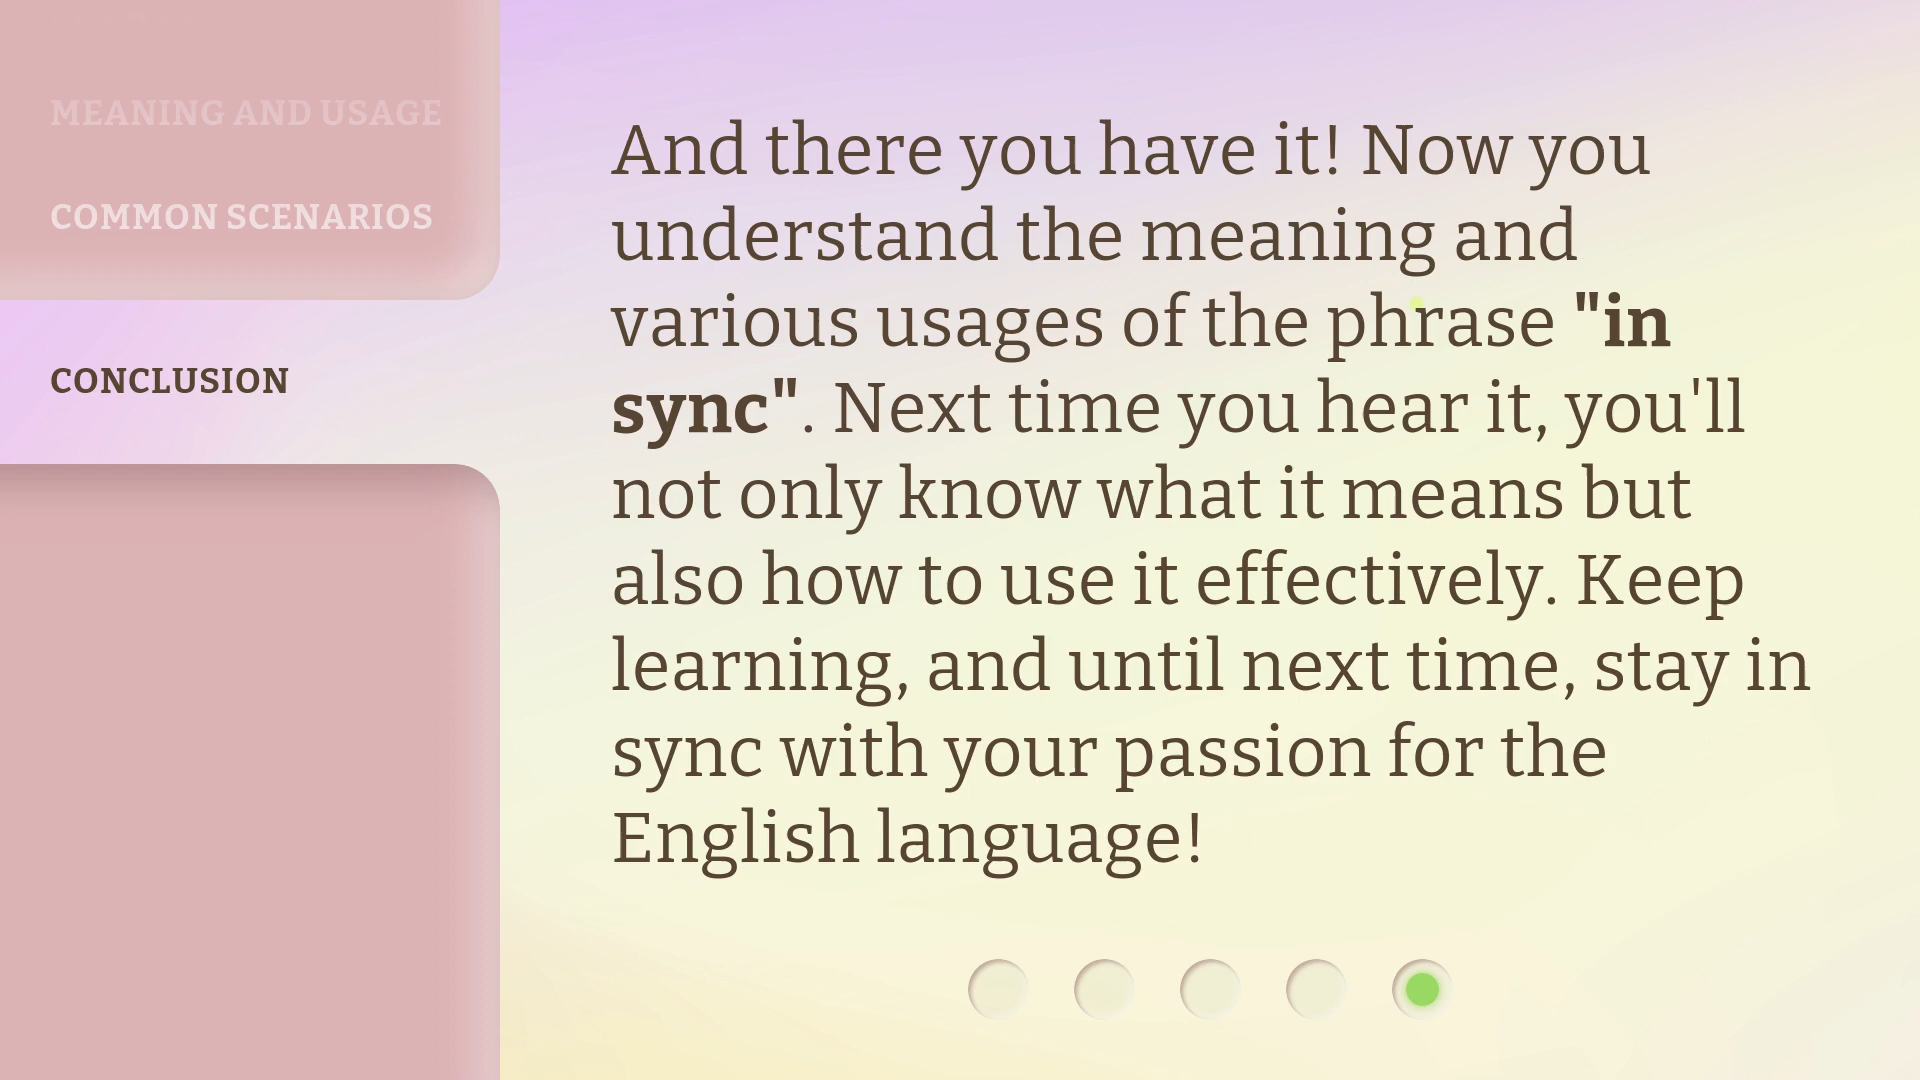 MEANING AND USAGE
COMMON SCENARIOS
CONCLUSION
And there you have it! Now you
understand the meaning and
various usages of the phrase "in
sync". Next time you hear it, you'll
not only know what it means but
also how to use it effectively. Keep
learning, and until next time, stay in
sync with your passion for the
English language!